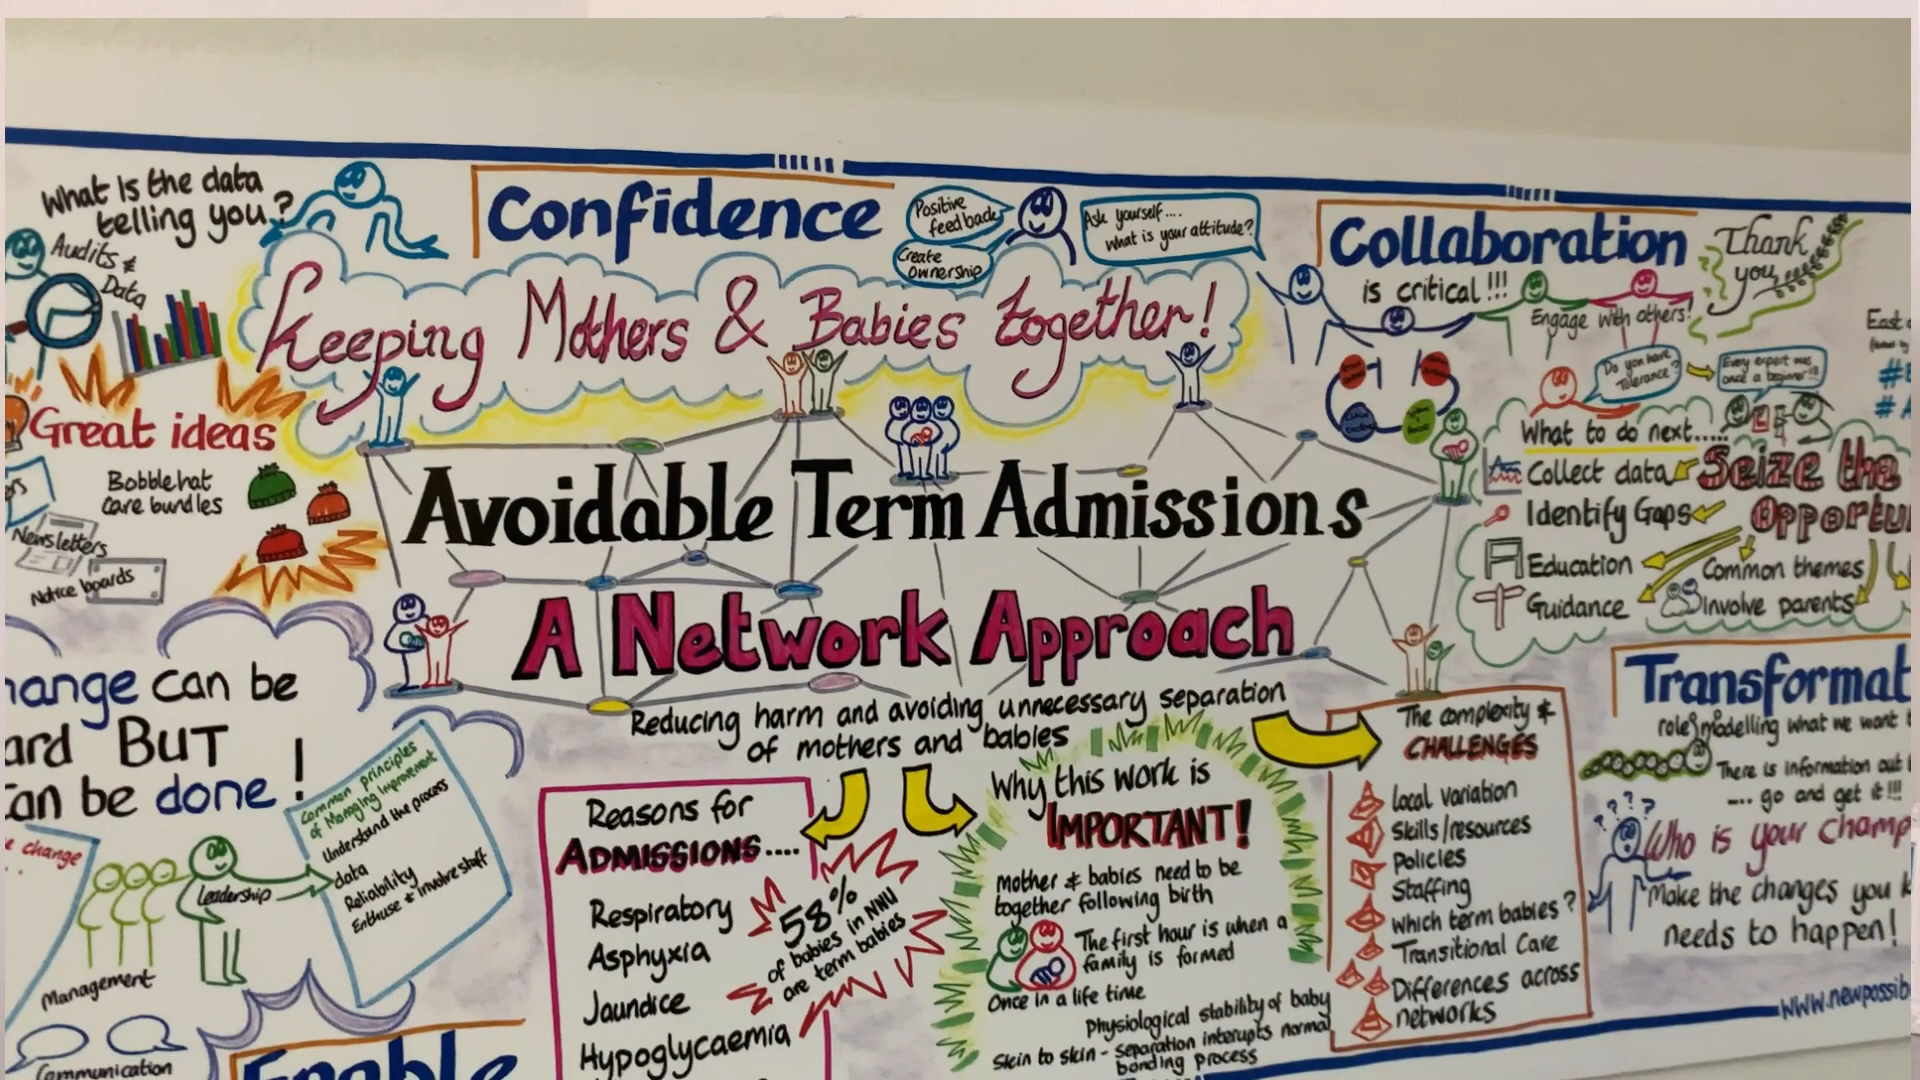 What Is the data
telling you?
Audits &
Data
Great ideas
Bobble hat
care bundles
Newsletters
Notice boards
Confidence
Positive
feedback
Create
ownership
Ask yourself....
what is your attitude?
Keeping Mothers & Babies together!
Collaboration
is critical!!!
Engage with others!
Thank
you
East
Do you have
tolerance?
Every expert was
once a beginner!!!
What to do next.....
Collect data
Identify Gaps
Education
Guidance
Seize the
Opportu
Common themes
Involve parents
Avoidable Term Admissions
A Network Approach
Reducing harm and avoiding unnecessary separation
of mothers and babies
hange can be
ard BUT
an be done!
e change
Management
Leadership
Communication
Common principles
of Managing Improvement
Understand the process
data
Reliability
Enthuse & Involve stuff
Enable
Reasons for
ADMISSIONS....
Respiratory
Asphyxia
Jaundice
Hypoglycaemia
58%
of babies in NNU
are term babies
Why this work is
IMPORTANT!
mother & babies need to be
together following birth
The first hour is when a
family is formed
Once in a life time
Physiological stability of baby
Skin to skin - Separation interupts normal
bonding process
The complexity &
CHALLENGES
local variation
Skills/resources
Policies
Staffing
Which term babies?
Transitional Care
Differences across
networks
Transformat
role modelling what we want t
There is information out
.... go and get it!!!
Who is your champ
Make the changes you k
needs to happen!
www.newpossib